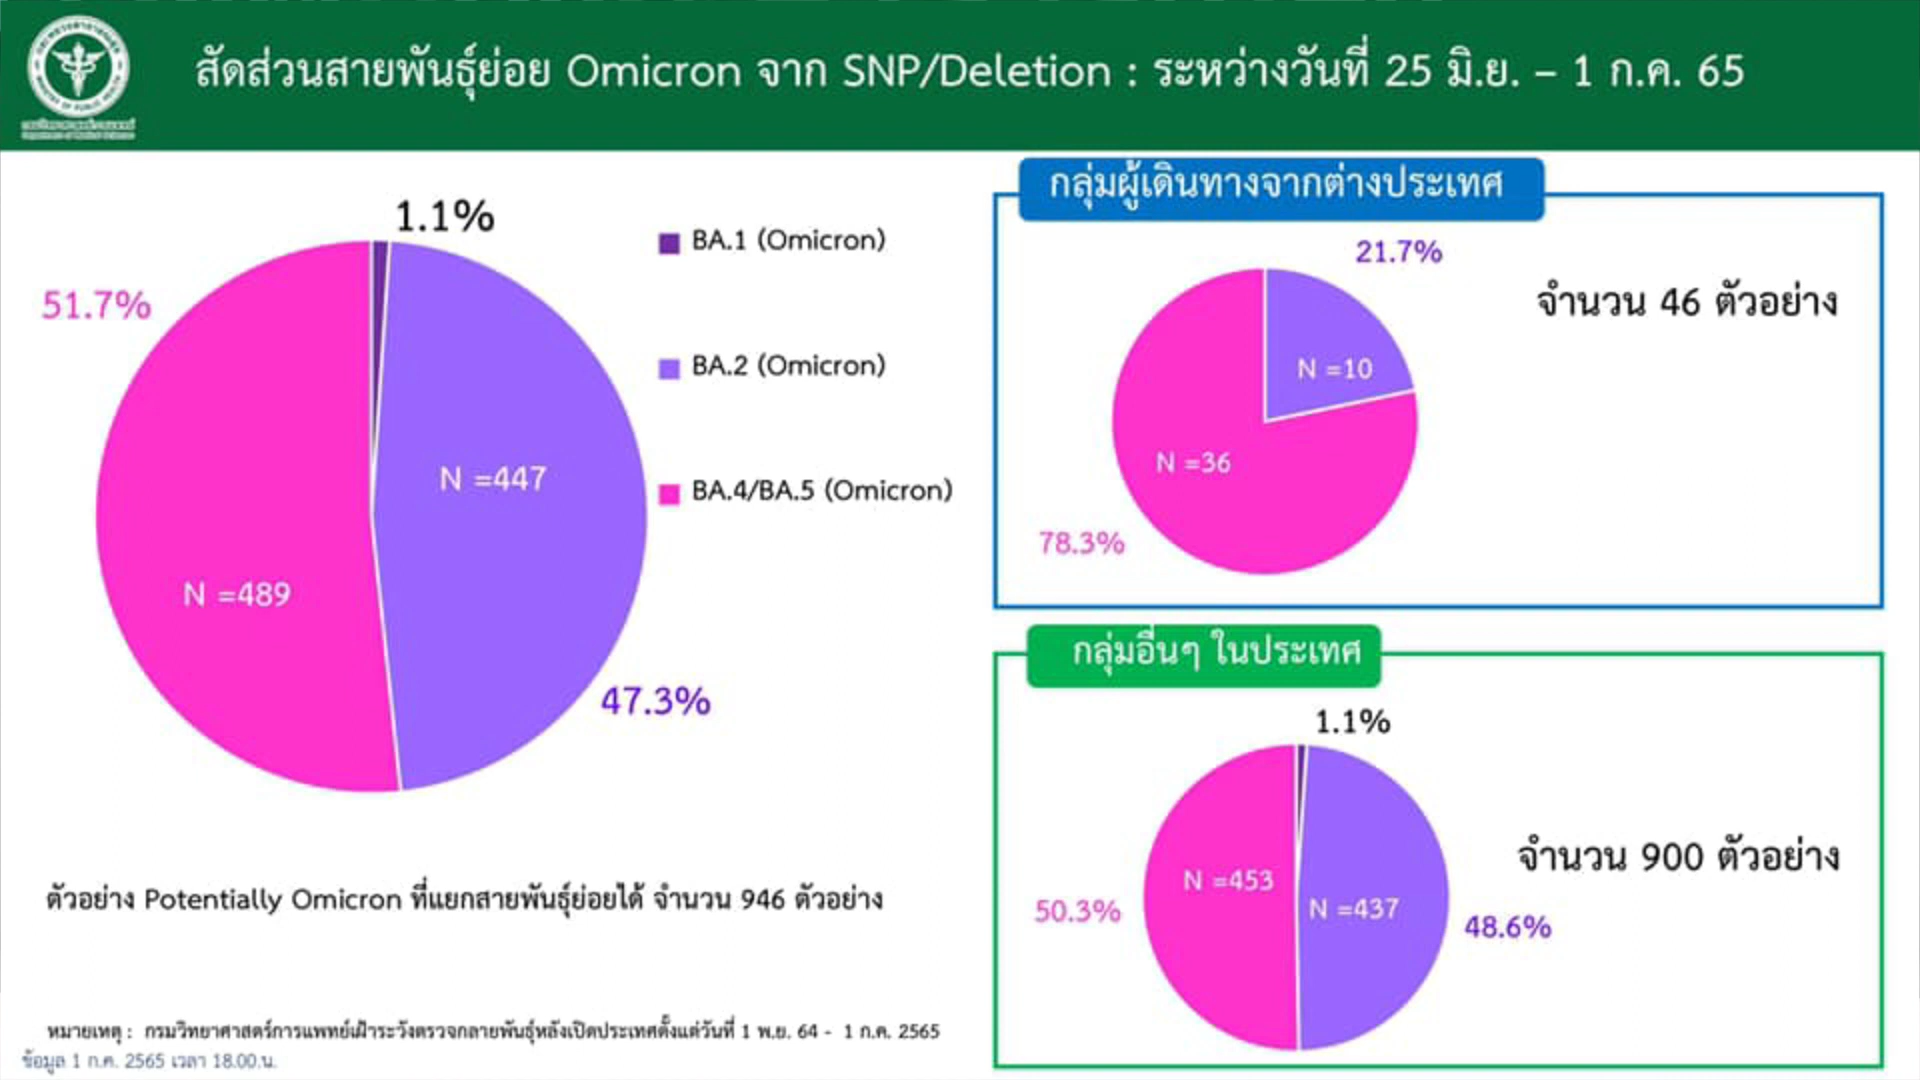 สัดส่วนสายพันธุ์ย่อย Omicron จาก SNP/Deletion : ระหว่างวันที่ 25 มิ.ย. – 1 ก.ค. 65
1.1%
51.7%
N =447
N =489
47.3%
BA.1 (Omicron)
BA.2 (Omicron)
BA.4/BA.5 (Omicron)
ตัวอย่าง Potentially Omicron ที่แยกสายพันธุ์ย่อยได้ จำนวน 946 ตัวอย่าง
หมายเหตุ : กรมวิทยาศาสตร์การแพทย์เฝ้าระวังตรวจกลายพันธุ์หลังเปิดประเทศตั้งแต่วันที่ 1 พ.ย. 64 - 1 ก.ค. 2565
ข้อมูล 1 ก.ค. 2565 เวลา 18.00.น.
กลุ่มผู้เดินทางจากต่างประเทศ
21.7%
จำนวน 46 ตัวอย่าง
N =10
N =36
78.3%
กลุ่มอื่นๆ ในประเทศ
1.1%
จำนวน 900 ตัวอย่าง
N =453
N =437
50.3%
48.6%